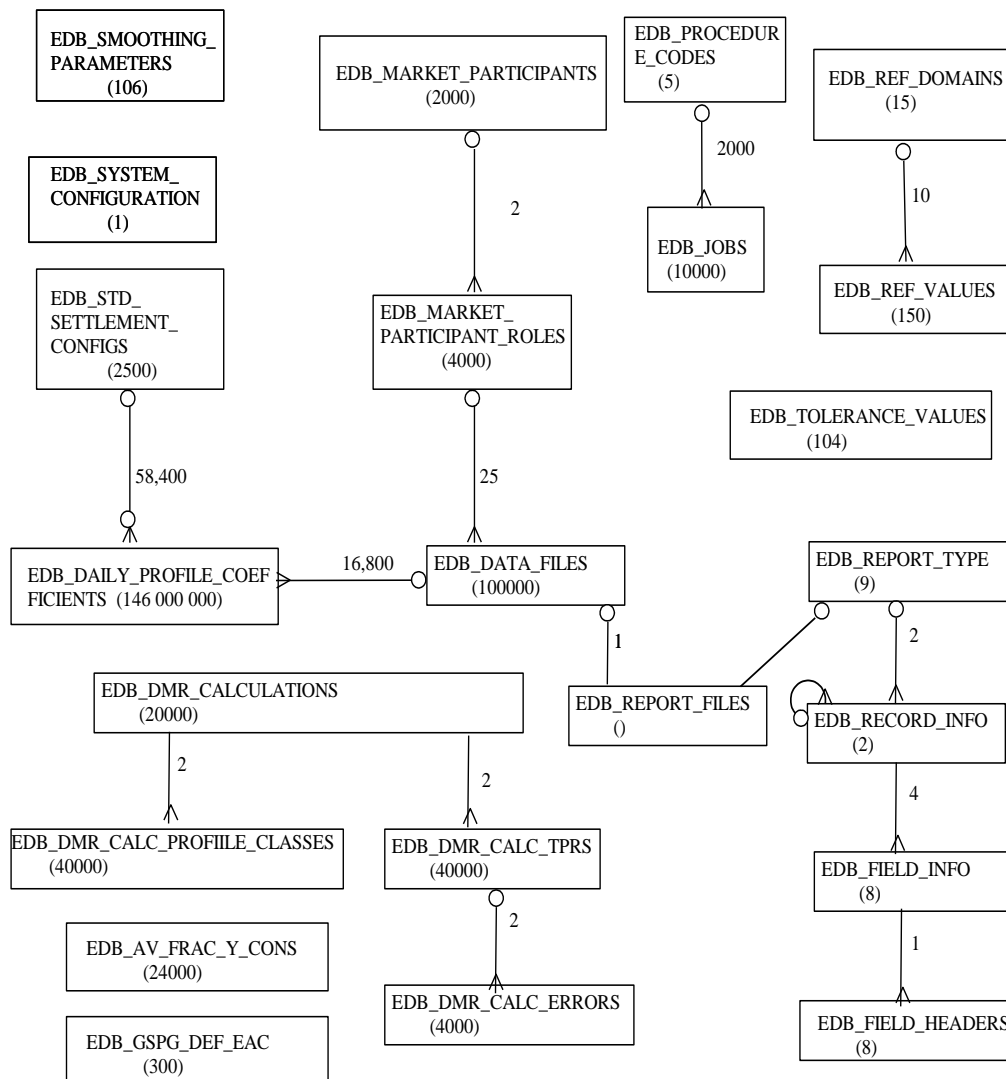 EDB_SMOOTHING_
PARAMETERS
(106)
EDB_MARKET_PARTICIPANTS
(2000)
EDB_PROCEDUR
E_CODES
(5)
EDB_REF_DOMAINS
(15)
2000
2
10
EDB_SYSTEM_
CONFIGURATION
(1)
EDB_JOBS
(10000)
EDB_REF_VALUES
(150)
EDB_STD_
SETTLEMENT_
CONFIGS
(2500)
EDB_MARKET_
PARTICIPANT_ROLES
(4000)
EDB_TOLERANCE_VALUES
(104)
58,400
25
EDB_DAILY_PROFILE_COEF
FICIENTS (146 000 000)
16,800
EDB_DATA_FILES
(100000)
EDB_REPORT_TYPE
(9)
1
2
EDB_DMR_CALCULATIONS
(20000)
EDB_REPORT_FILES
()
EDB_RECORD_INFO
(2)
2
2
4
EDB_DMR_CALC_PROFIILE_CLASSES
(40000)
EDB_DMR_CALC_TPRS
(40000)
EDB_FIELD_INFO
(8)
2
1
EDB_AV_FRAC_Y_CONS
(24000)
EDB_DMR_CALC_ERRORS
(4000)
EDB_FIELD_HEADERS
(8)
EDB_GSPG_DEF_EAC
(300)